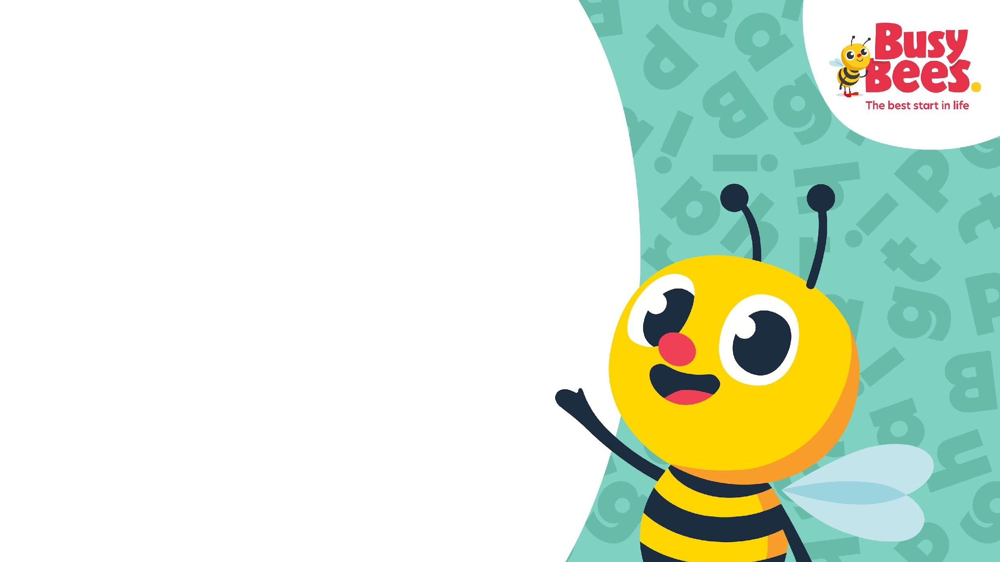 Busy
Bees.
The best start in life